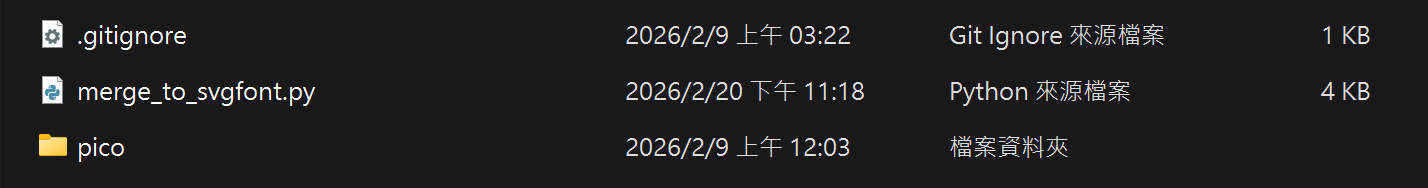 .gitignore 2026/2/9 上午 03:22 Git Ignore 來源檔案 1 KB
merge_to_svgfont.py 2026/2/20 下午 11:18 Python 來源檔案 4 KB
pico 2026/2/9 上午 12:03 檔案資料夾